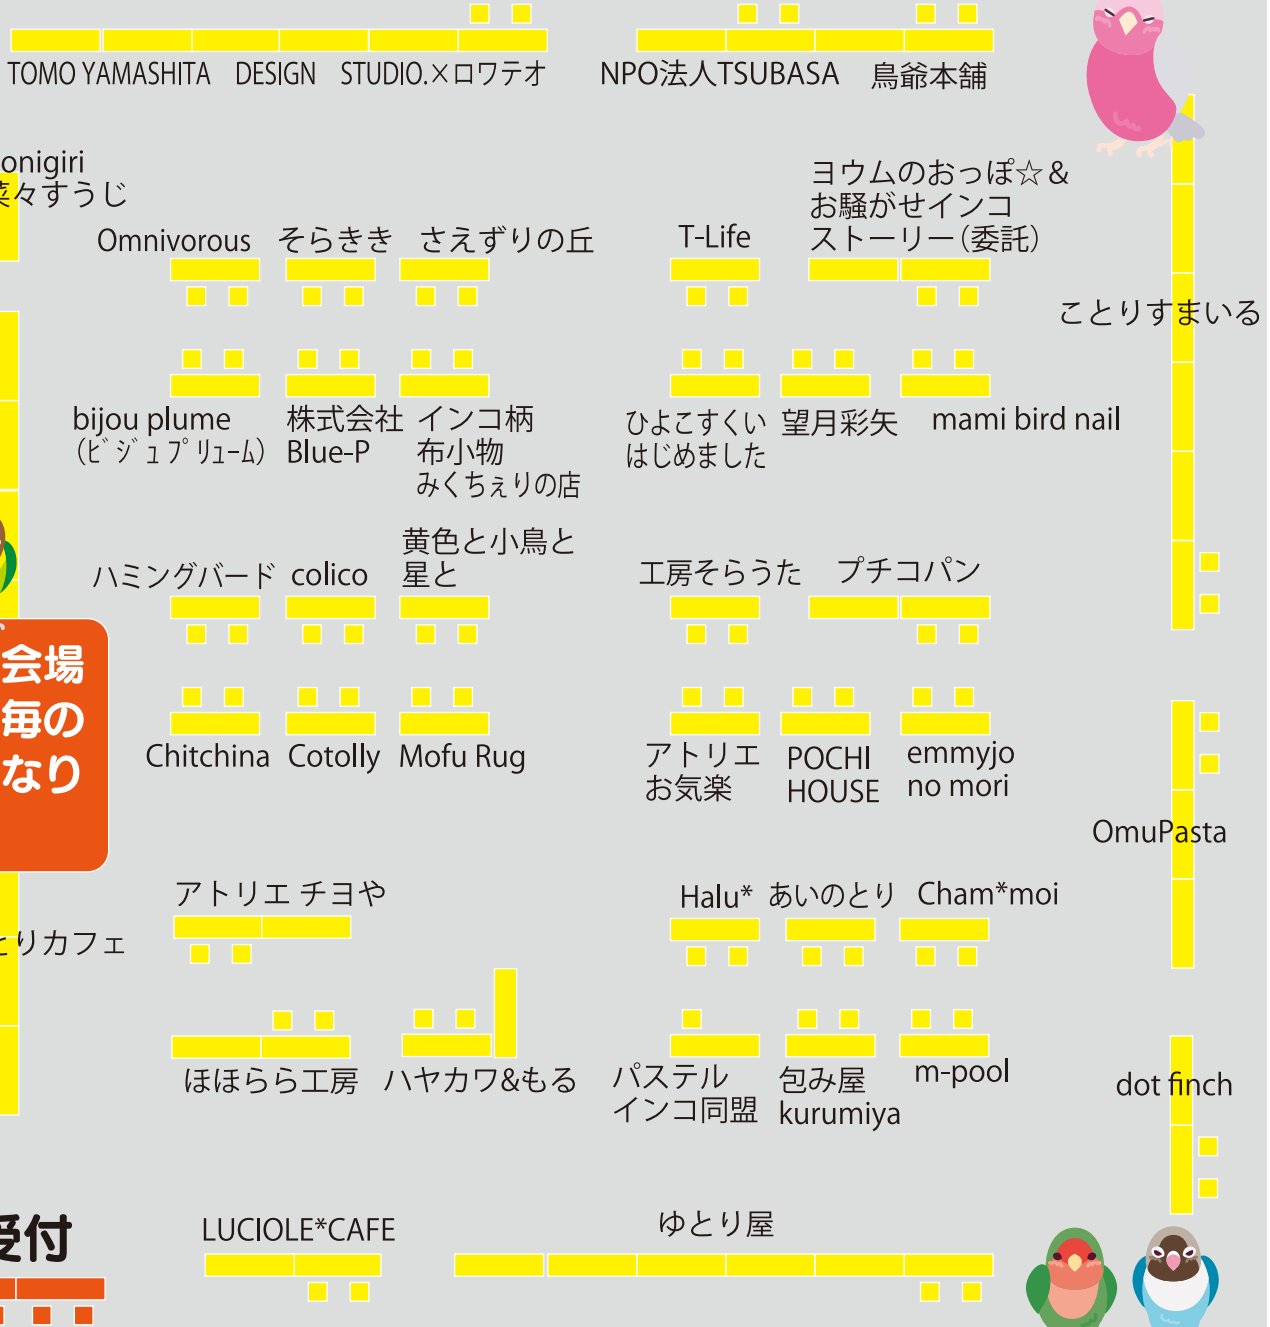 TOMO YAMASHITA DESIGN STUDIO.×ロワテオ
NPO法人TSUBASA
鳥爺本舗
onigiri
菜々すうじ
Omnivorous
そらきき
さえずりの丘
T-Life
ヨウムのおっぽ☆&
お騒がせインコ
ストーリー(委託)
ことりすまいる
bijou plume
(ビジュプリューム)
株式会社
Blue-P
インコ柄
布小物
みくちぇりの店
ひよこすくい
はじめました
望月彩矢
mami bird nail
ハミングバード
colico
黄色と小鳥と
星と
工房そらうた
プチコパン
会場
毎の
なり
Chitchina
Cotolly
Mofu Rug
アトリエ
お気楽
POCHI
HOUSE
emmyjo
no mori
OmuPasta
アトリエ チヨや
Halu*
あいのとり
Cham*moi
とりカフェ
ほほらら工房
ハヤカワ&もる
パステル
インコ同盟
包み屋
kurumiya
m-pool
dot finch
受付
LUCIOLE*CAFE
ゆとり屋